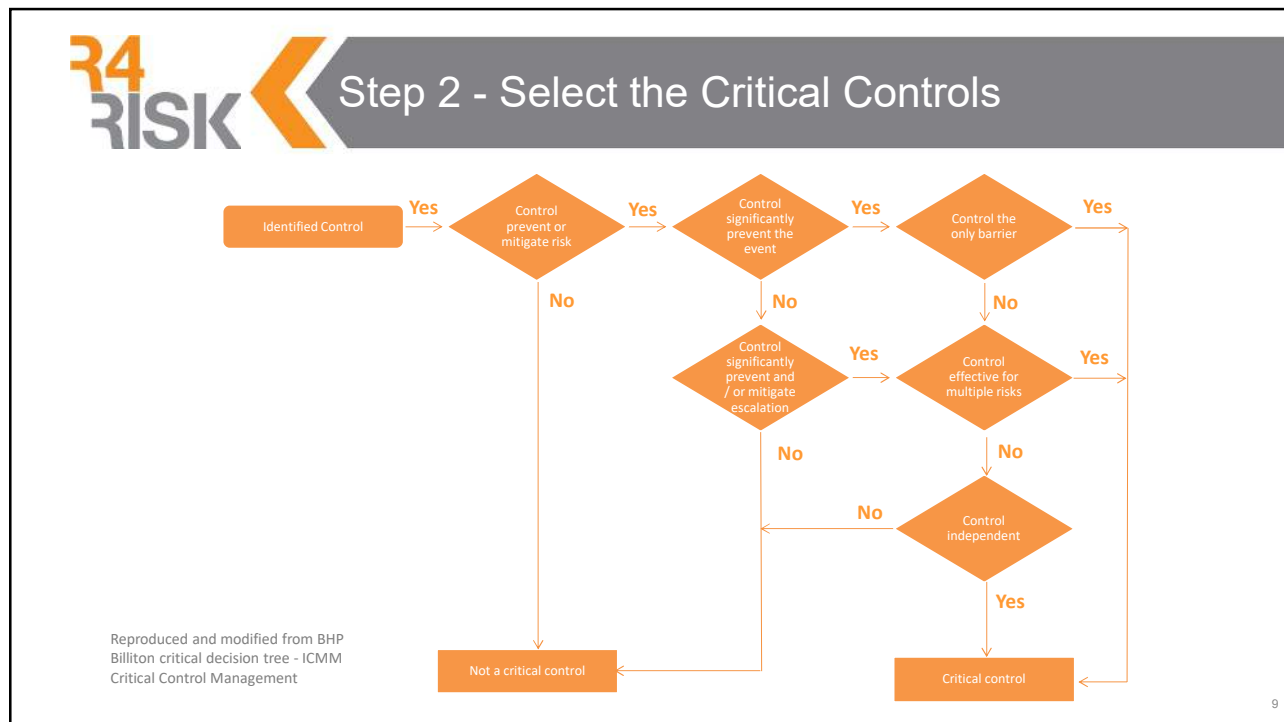 R4
RISK
Step 2 - Select the Critical Controls
Identified Control
Yes
Control
prevent or
mitigate risk
Yes
Control
significantly
prevent the
event
Yes
Control the
only barrier
Yes
No
No
No
Control
significantly
prevent and
/ or mitigate
escalation
Yes
Control
effective for
multiple risks
Yes
No
No
No
Control
independent
Yes
Reproduced and modified from BHP
Billiton critical decision tree - ICMM
Critical Control Management
Not a critical control
Critical control
9